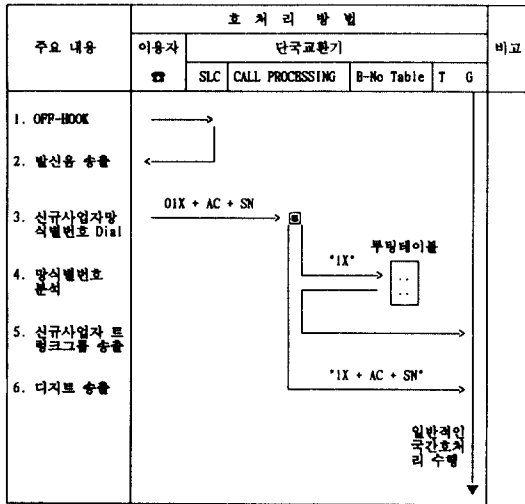 호 처 리 방 법
주요 내용
이용자
단국교환기
비고
☎
SLC
CALL PROCESSING
B-No Table
T G
1. OFF-HOOK
2. 발신음 송출
3. 신규사업자망
식별번호 Dial
01X + AC + SN
루팅테이블
"1X"
4. 망식별번호
분석
5. 신규사업자 트
렁크그룹 송출
6. 디지트 송출
"1X + AC + SN"
일반적인
국간호처
리 수행